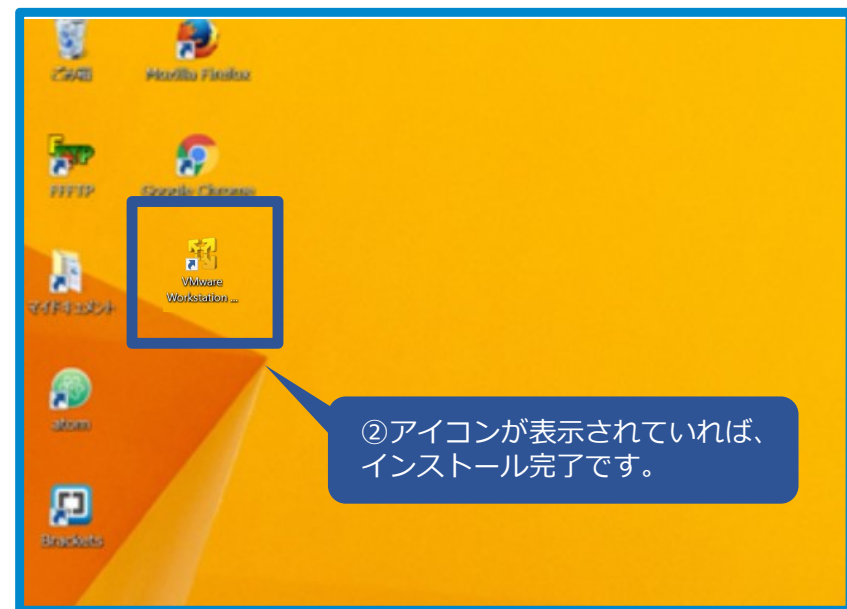 ごみ箱
Mozilla Firefox
FFFTP
Google Chrome
VMware
Workstation ...
マイドキュメント
atom
②アイコンが表示されていれば、
インストール完了です。
Brackets